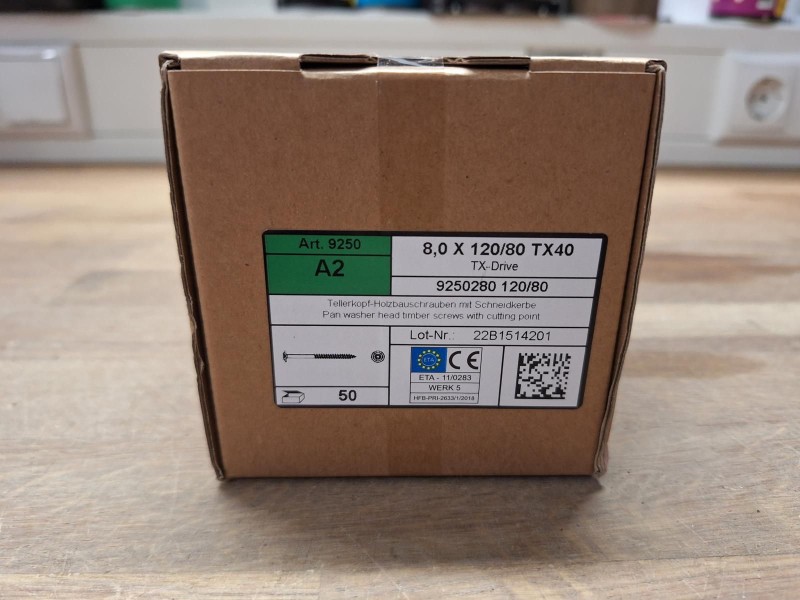 Art. 9250
A2
8,0 X 120/80 TX40
TX-Drive
9250280 120/80
Tellerkopf-Holzbauschrauben mit Schneidkerbe
Pan washer head timber screws with cutting point
Lot-Nr.: 22B1514201
ETA
CE
ETA - 11/0283
WERK 5
HFB-PRI-2633/1/2018
50